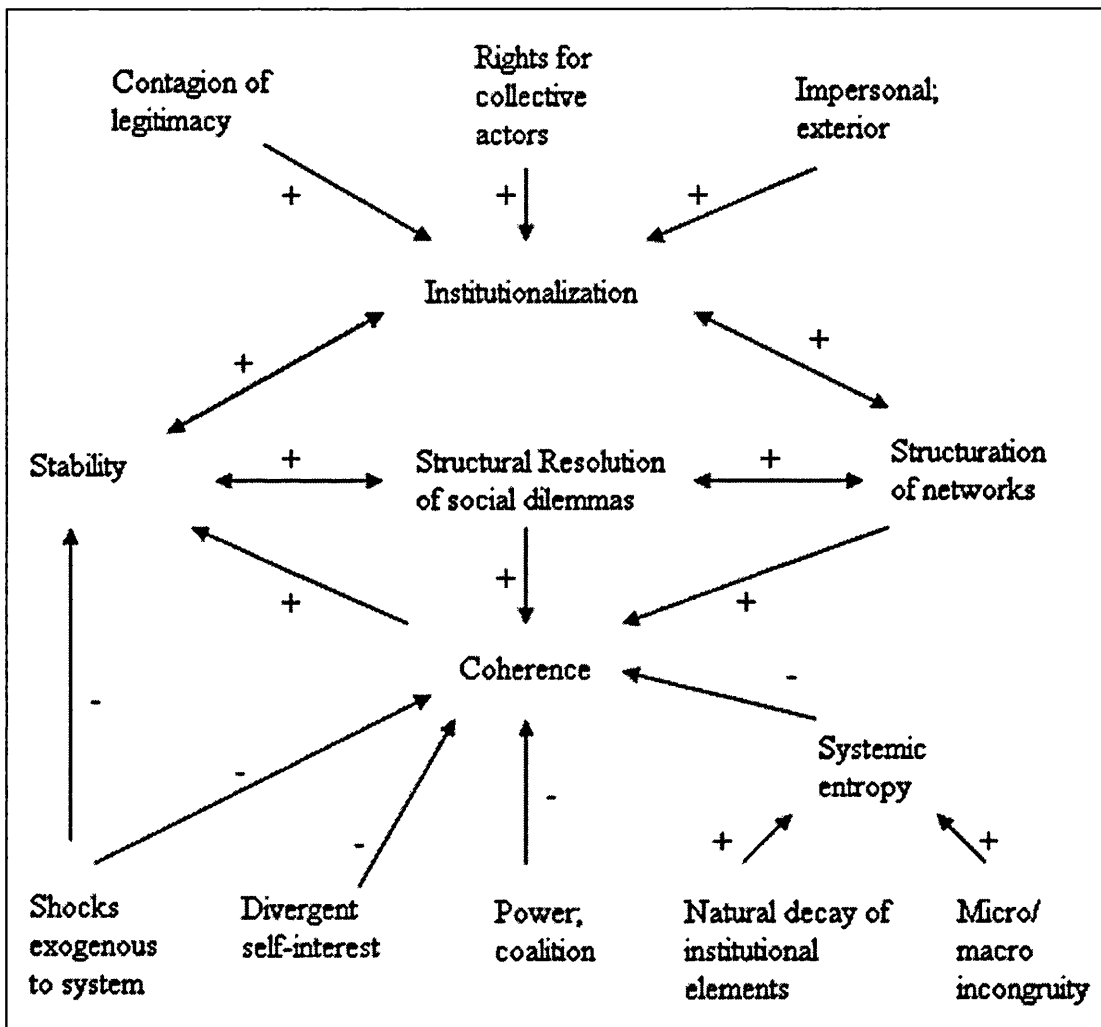 Contagion of
legitimacy
Rights for
collective
actors
Impersonal;
exterior
+
+
+
Institutionalization
+
+
Stability
+
Structural Resolution
of social dilemmas
+
Structuration
of networks
+
+
+
Coherence
-
-
-
-
-
Systemic
entropy
+
+
Shocks
exogenous
to system
Divergent
self-interest
Power;
coalition
Natural decay of
institutional
elements
Micro/
macro
incongruity